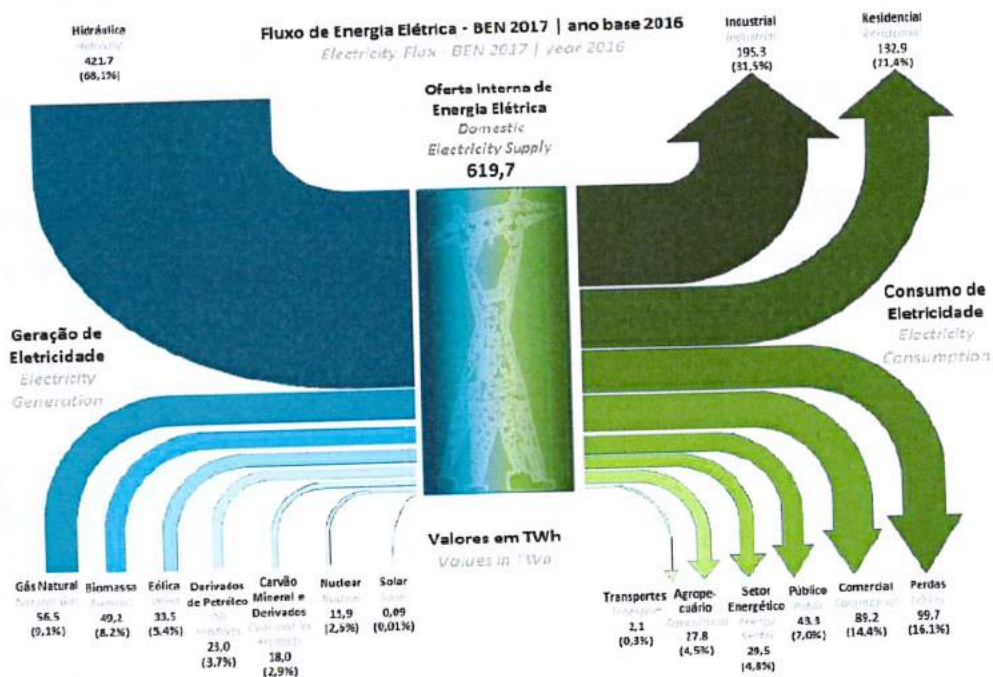 Fluxo de Energia Elétrica - BEN 2017 | ano base 2016
Electricity Flux - BEN 2017 | year 2016
Hidráulica
421.7
(68,1%)
Oferta Interna de
Energia Elétrica
Domestic
Electricity Supply
619,7
Industrial
Industrial
195.3
(31,5%)
Residencial
Residential
132.9
(21,4%)
Geração de
Eletricidade
Electricity
Generation
Consumo de
Eletricidade
Electricity
Consumption
Valores em TWh
Values in TWh
Gás Natural
Natural Gas
56.5
(9,1%)
Biomassa
49,2
(8.2%)
Eólica
33,5
(5.4%)
Derivados
de Petróleo
Oil
Products
23,0
(3.7%)
Carvão
Mineral e
Derivados
Products
18,0
(2,9%)
Nuclear
Nuclear
15,9
(2,6%)
Solar
Solar
0,09
(0,01%)
Transportes
2,1
(0,3%)
Agrope-
cuário
27.8
(4,5%)
Setor
Energético
Energy
Sector
29,5
(4,8%)
Público
Public
43.3
(7,0%)
Comercial
Commercial
89.2
(14,4%)
Perdas
Losses
99,7
(16.1%)